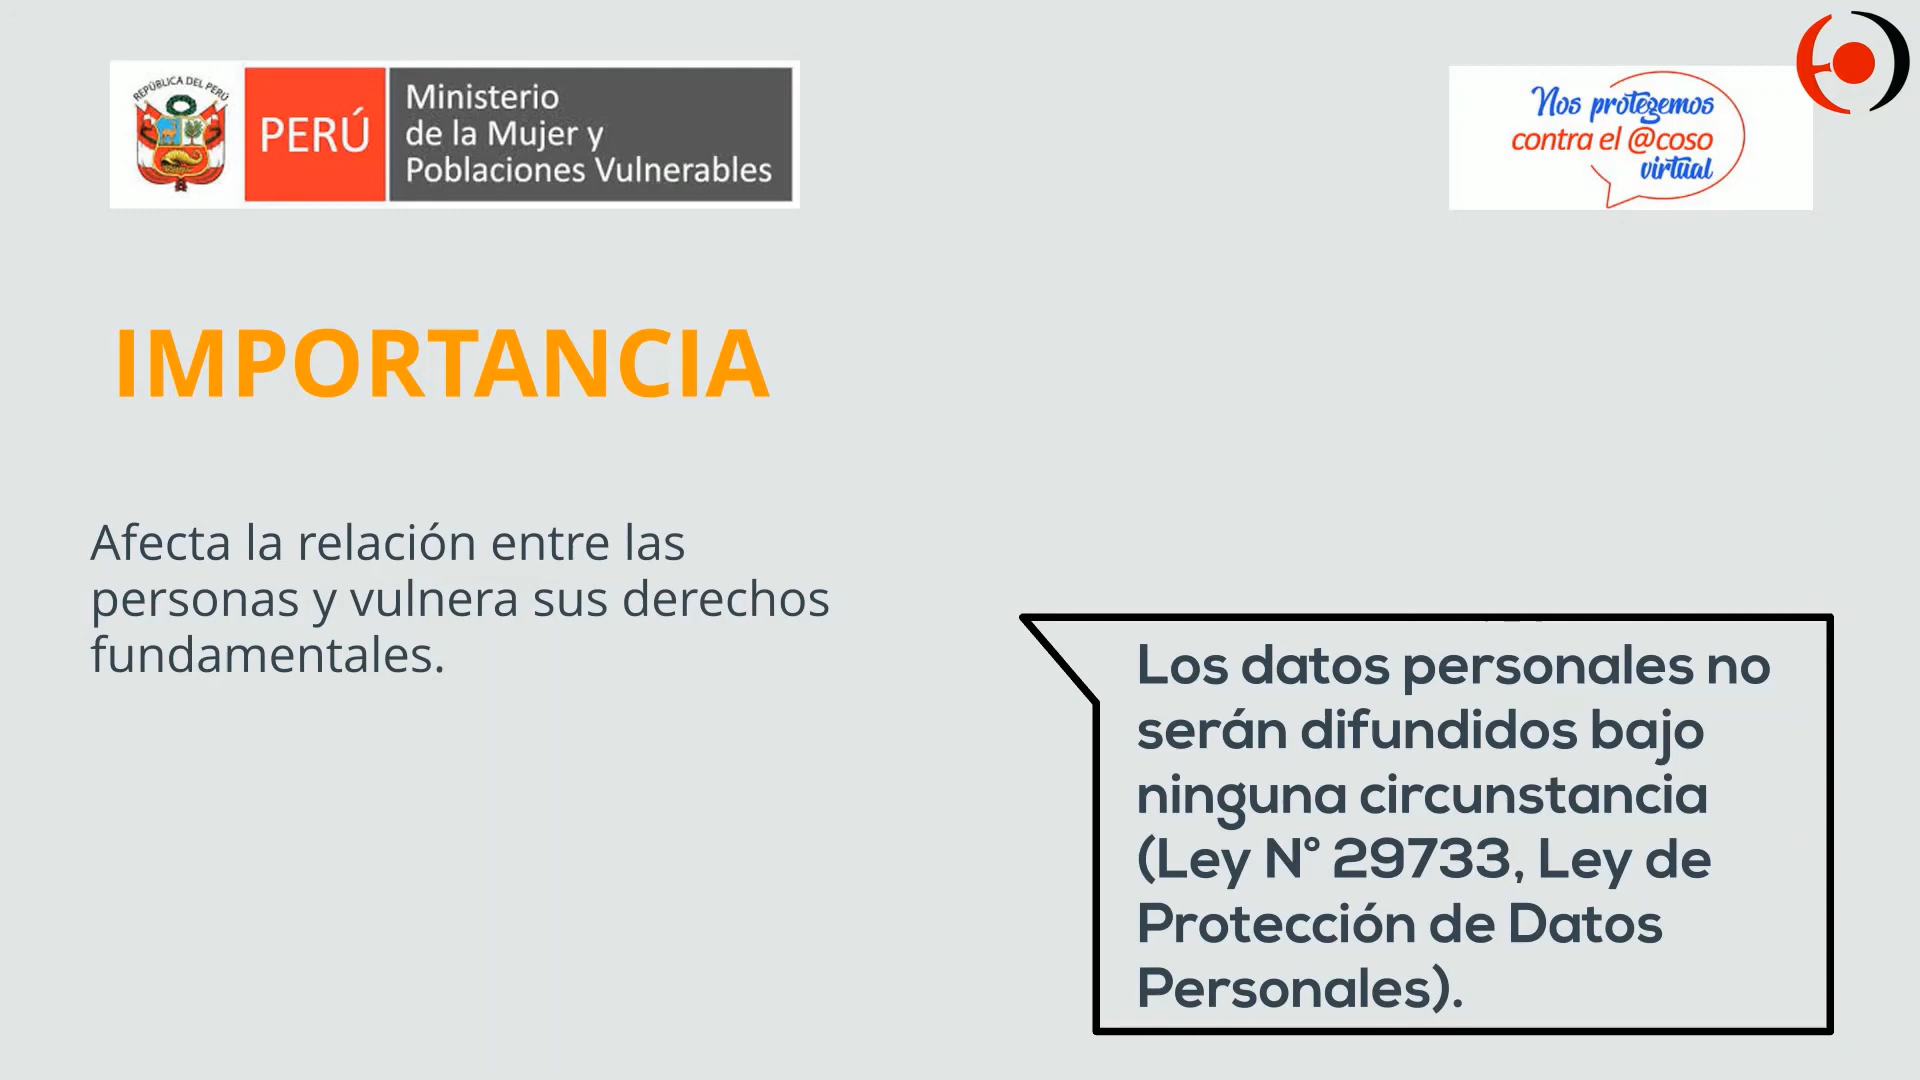 REPÚBLICA DEL PERÚ
PERÚ
Ministerio
de la Mujer y
Poblaciones Vulnerables
Nos protegemos
contra el @coso
virtual
IMPORTANCIA
Afecta la relación entre las
personas y vulnera sus derechos
fundamentales.
Los datos personales no
serán difundidos bajo
ninguna circunstancia
(Ley N° 29733, Ley de
Protección de Datos
Personales).